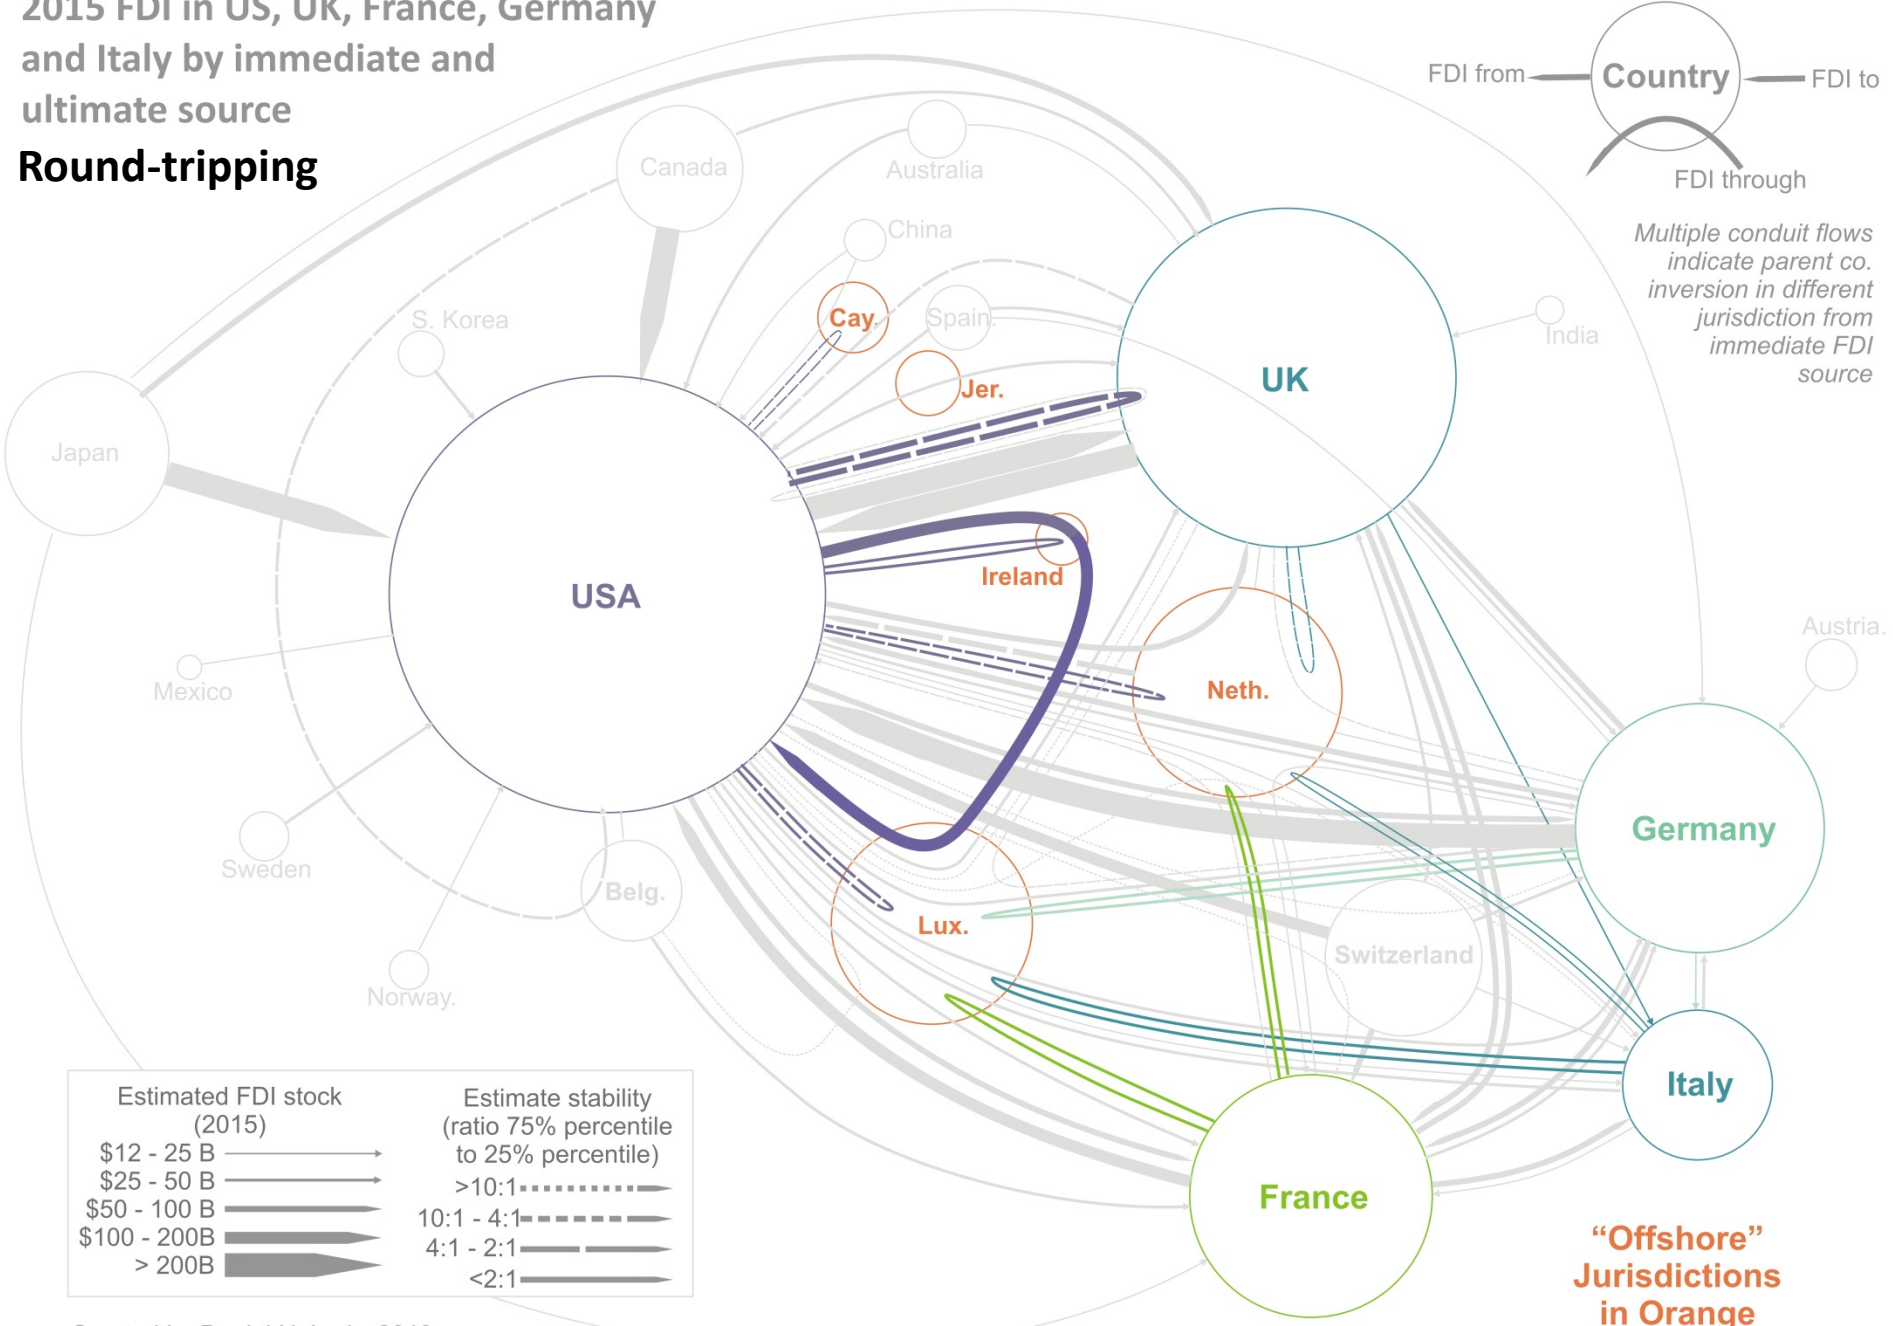 2015 FDI in US, UK, France, Germany
and Italy by immediate and
ultimate source
Round-tripping
FDI from
Country
FDI to
FDI through
Multiple conduit flows
indicate parent co.
inversion in different
jurisdiction from
immediate FDI
source
Canada
Australia
China
Cay.
Spain.
Jer.
S. Korea
Japan
UK
India
USA
Ireland
Neth.
Mexico
Austria.
Germany
Sweden
Belg.
Lux.
Switzerland
Norway.
Italy
France
Estimated FDI stock
(2015)
$12 - 25 B
$25 - 50 B
$50 - 100 B
$100 - 200B
> 200B
Estimate stability
(ratio 75% percentile
to 25% percentile)
>10:1
10:1 - 4:1
4:1 - 2:1
<2:1
“Offshore”
Jurisdictions
in Orange